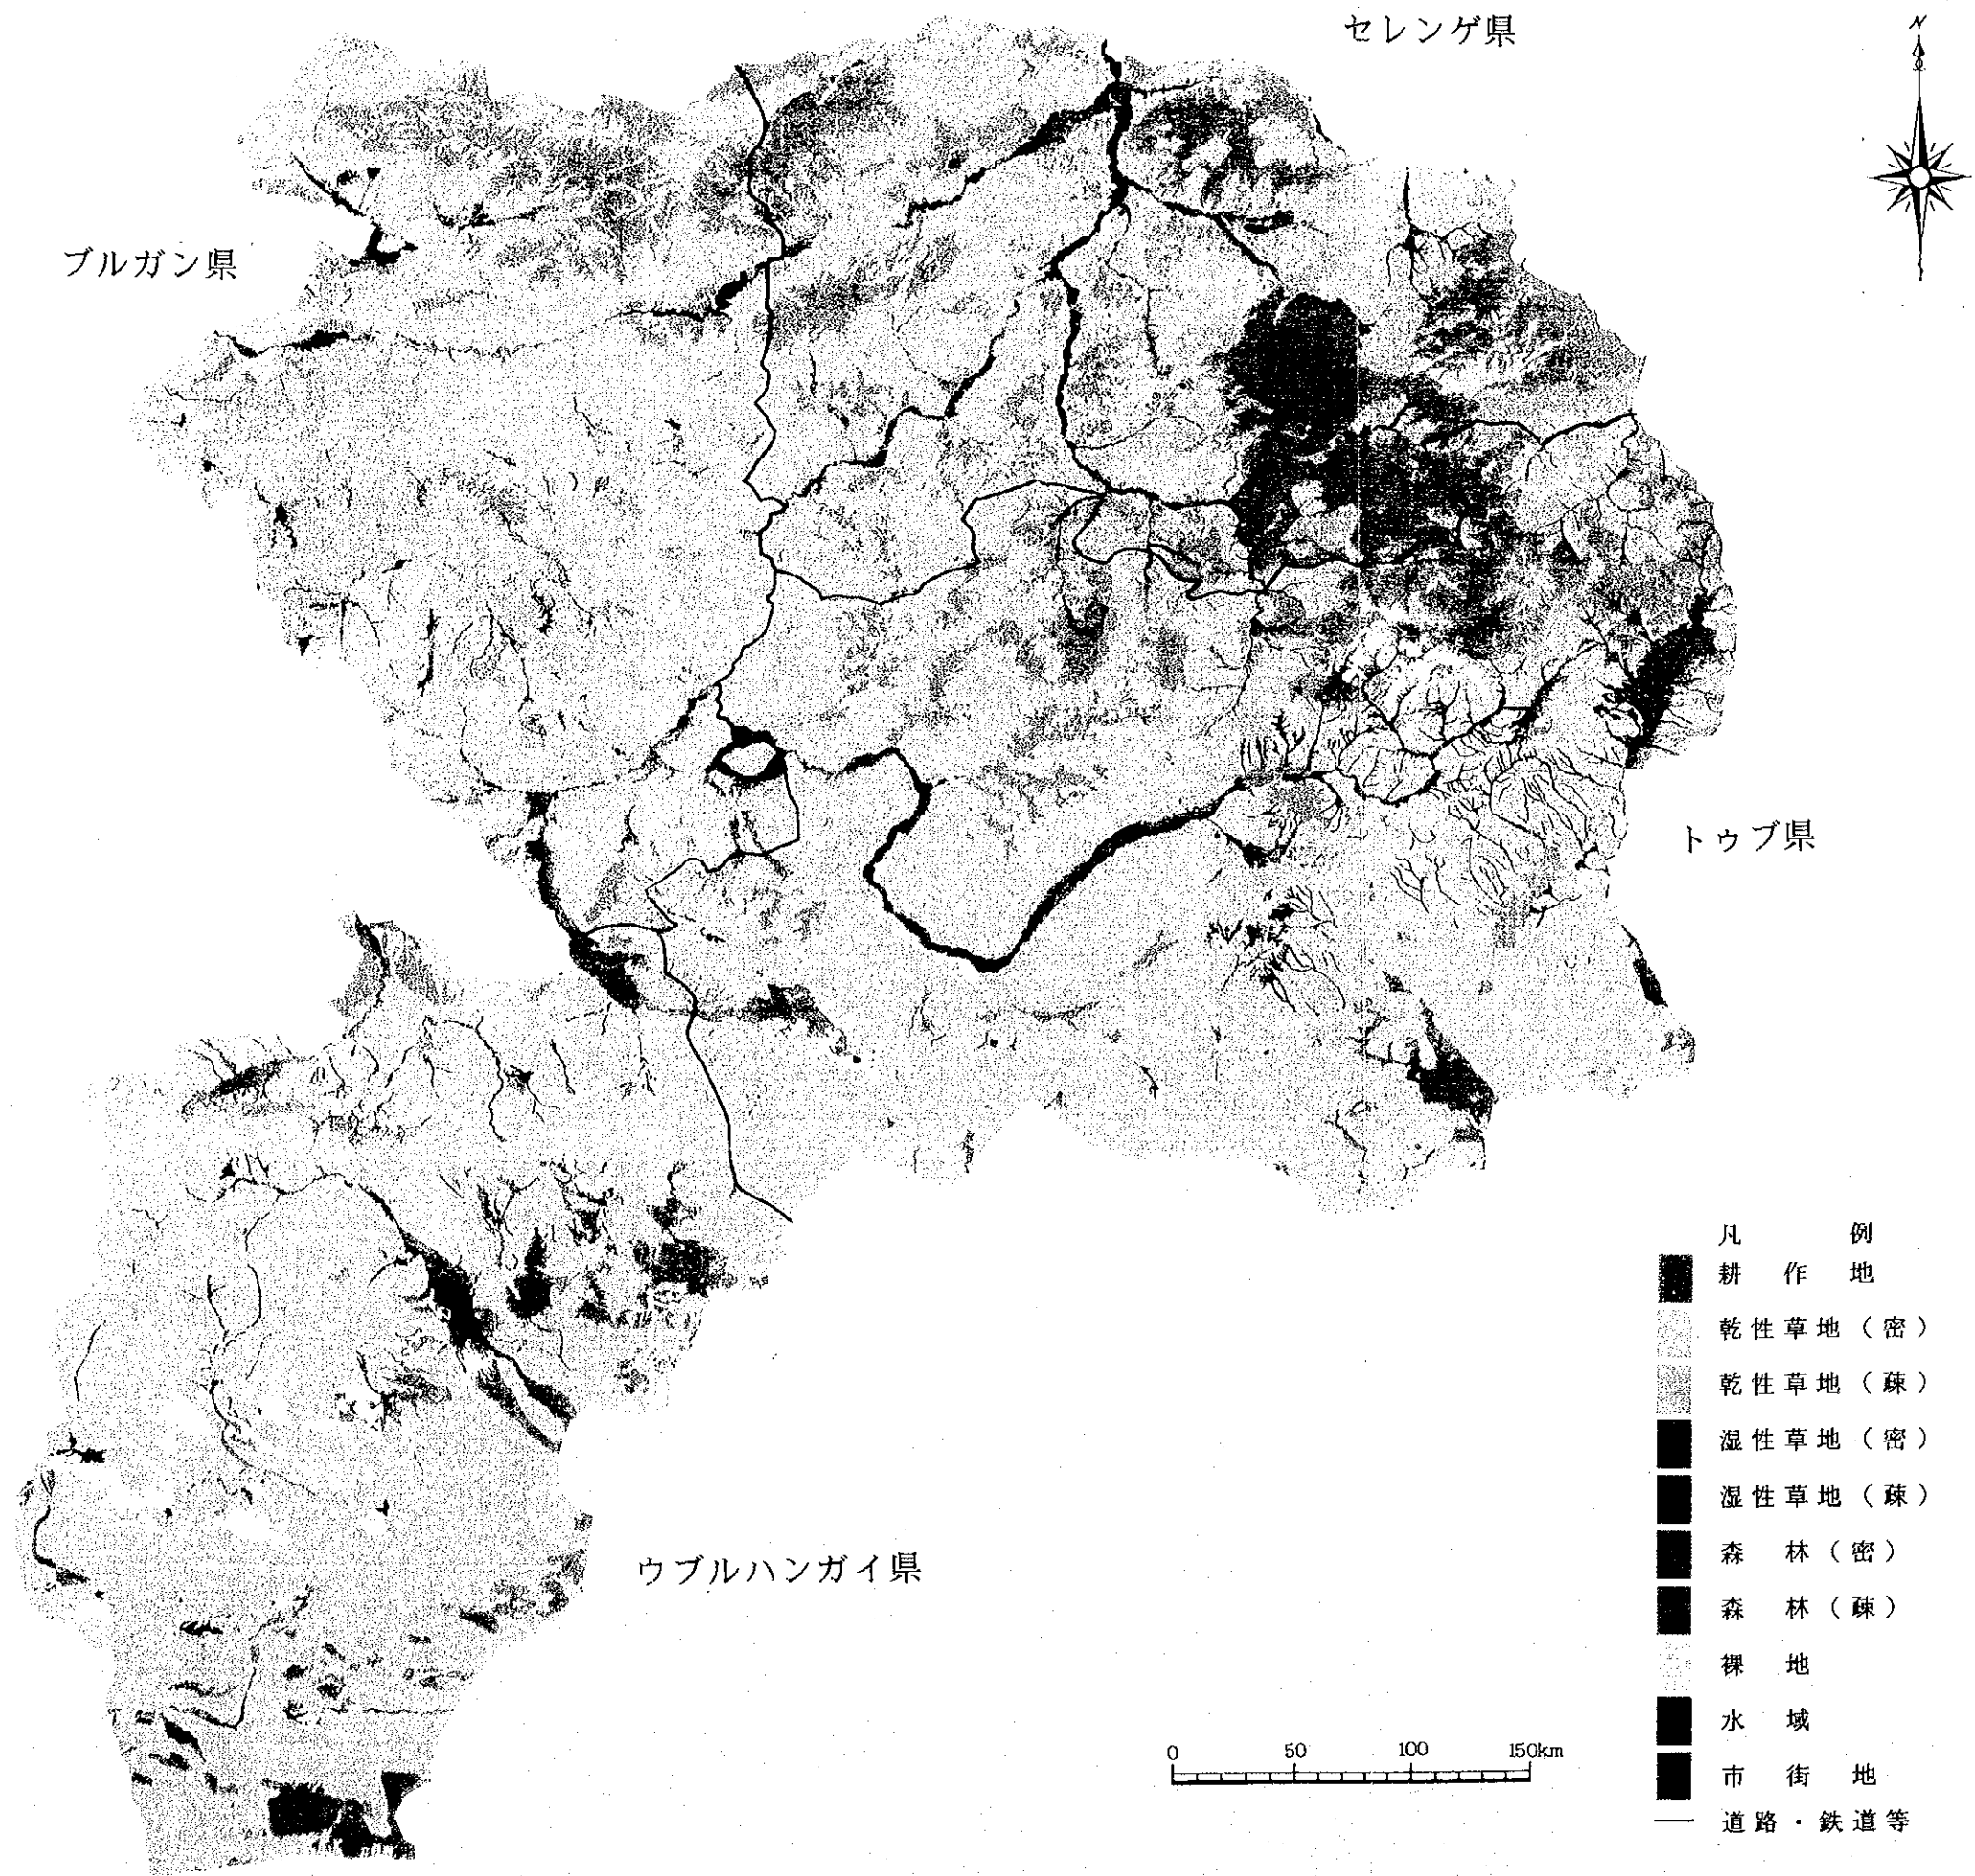 セレンゲ県
N
ブルガン県
トゥブ県
ウブルハンガイ県
凡 例
耕 作 地
乾性草地(密)
乾性草地(疎)
湿性草地(密)
湿性草地(疎)
森 林(密)
森 林(疎)
裸 地
水 域
市 街 地
道路・鉄道等
0 50 100 150km